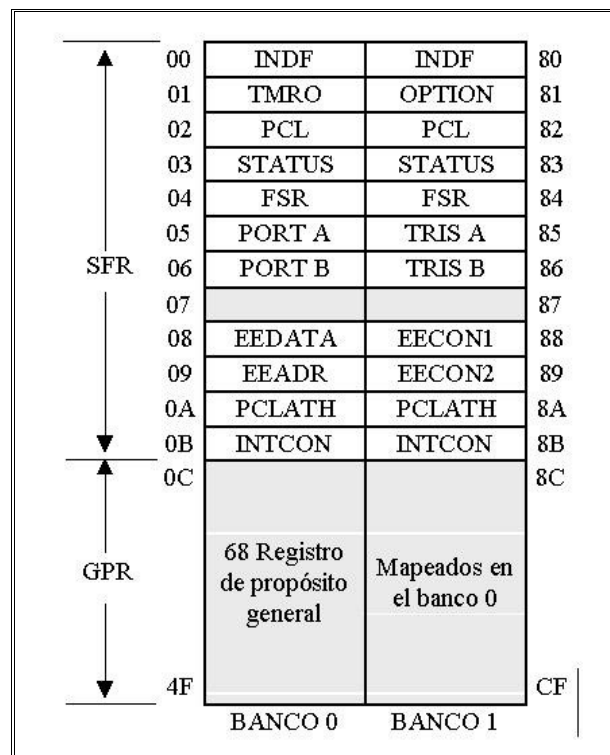 00 INDF INDF 80
01 TMRO OPTION 81
02 PCL PCL 82
03 STATUS STATUS 83
04 FSR FSR 84
05 PORT A TRIS A 85
SFR 06 PORT B TRIS B 86
07 87
08 EEDATA EECON1 88
09 EEADR EECON2 89
0A PCLATH PCLATH 8A
0B INTCON INTCON 8B
0C 8C
GPR
68 Registro
de propósito
general
Mapeados en
el banco 0
4F CF
BANCO 0 BANCO 1